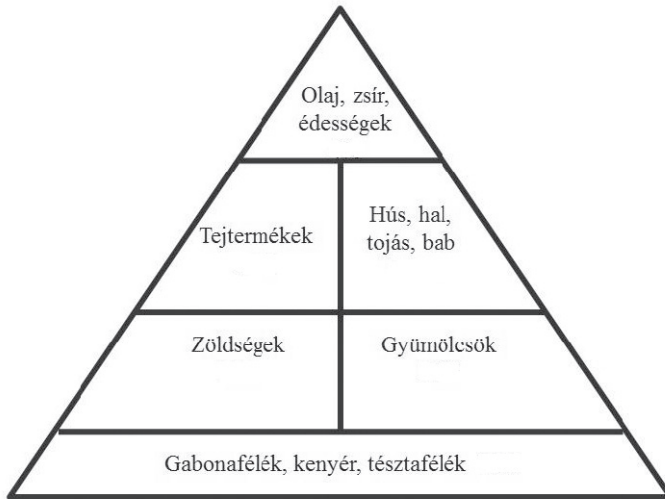 Olaj, zsír,
édességek
Tejtermékek
Hús, hal,
tojás, bab
Zöldségek
Gyümölcsök
Gabonafélék, kenyér, tésztafélék